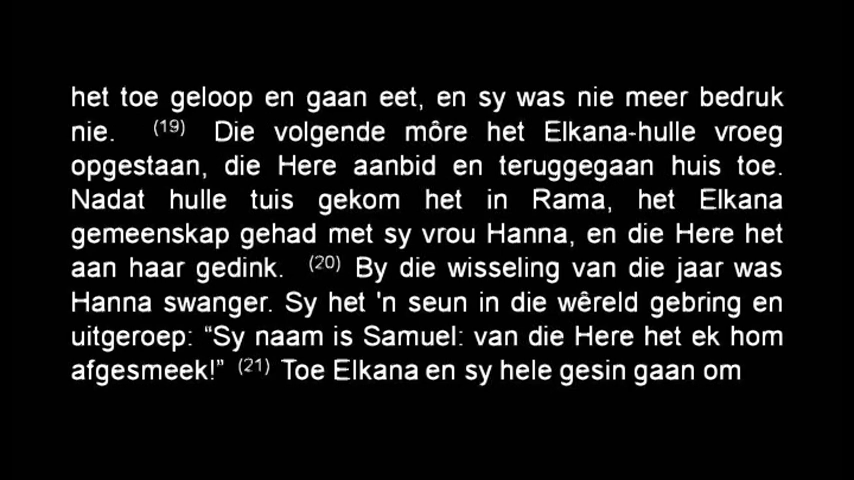 het toe geloop en gaan eet, en sy was nie meer bedruk
nie. (19) Die volgende môre het Elkana-hulle vroeg
opgestaan, die Here aanbid en teruggegaan huis toe.
Nadat hulle tuis gekom het in Rama, het Elkana
gemeenskap gehad met sy vrou Hanna, en die Here het
aan haar gedink. (20) By die wisseling van die jaar was
Hanna swanger. Sy het 'n seun in die wêreld gebring en
uitgeroep: “Sy naam is Samuel: van die Here het ek hom
afgesmeek!” (21) Toe Elkana en sy hele gesin gaan om